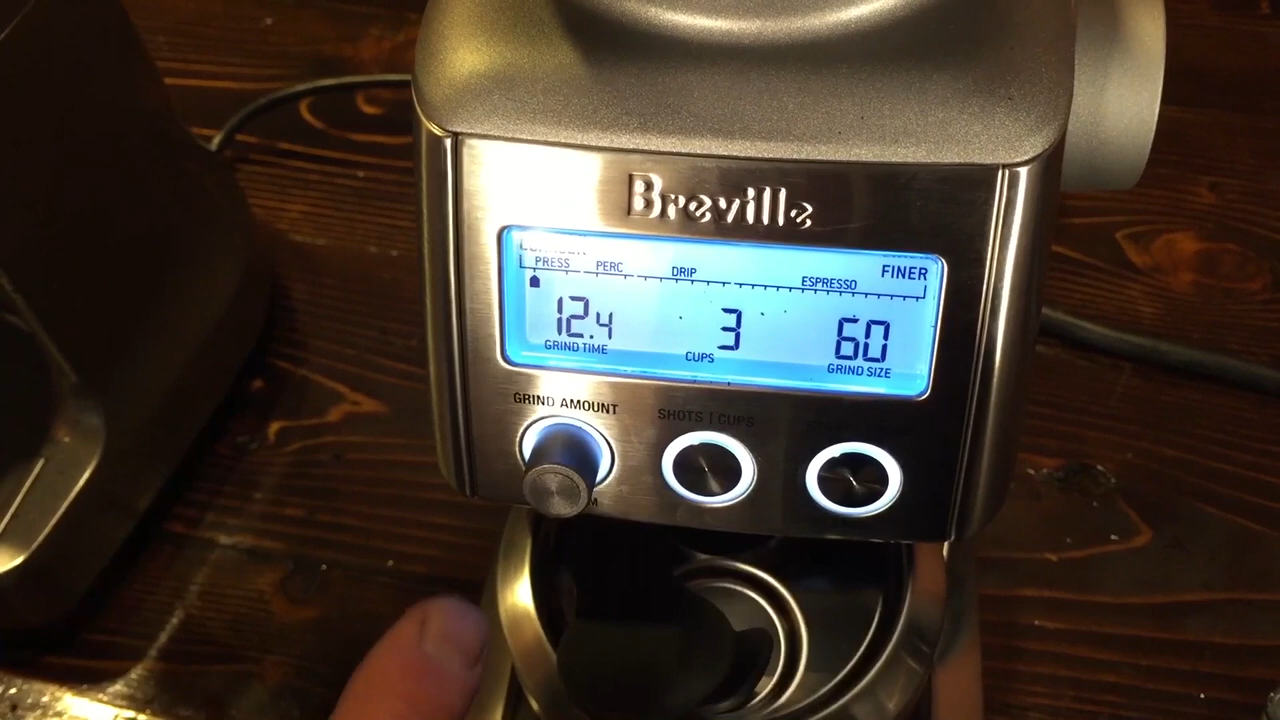 Breville
PRESS PERC DRIP ESPRESSO FINER
12.4 3 60
GRIND TIME CUPS GRIND SIZE
GRIND AMOUNT SHOTS | CUPS